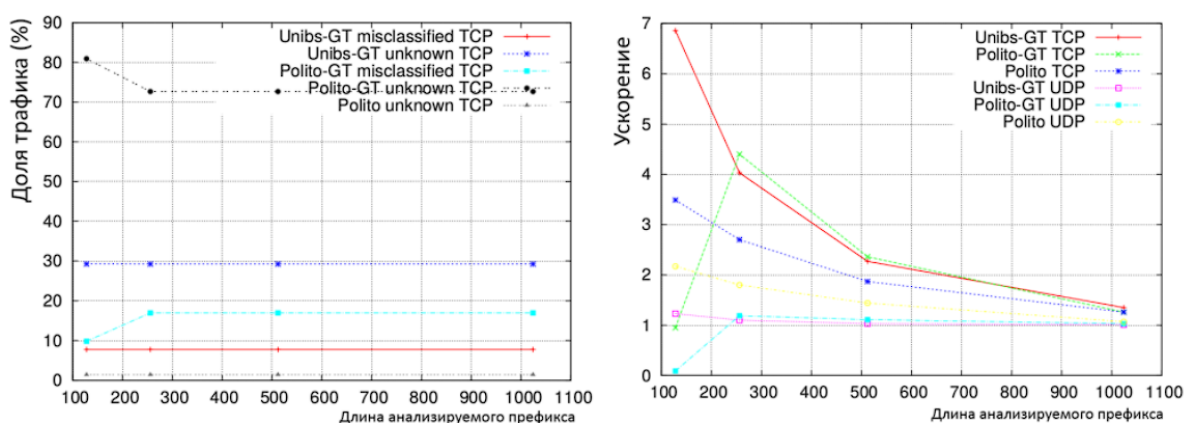 Доля трафика (%)
90
80
70
60
50
40
30
20
10
0
Unibs-GT misclassified TCP
Unibs-GT unknown TCP
Polito-GT misclassified TCP
Polito-GT unknown TCP
Polito unknown TCP
100 200 300 400 500 600 700 800 900 1000 1100
Длина анализируемого префикса
Ускорение
7
6
5
4
3
2
1
0
Unibs-GT TCP
Polito-GT TCP
Polito TCP
Unibs-GT UDP
Polito-GT UDP
Polito UDP
100 200 300 400 500 600 700 800 900 1000 1100
Длина анализируемого префикса